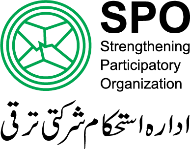 SPO
Strengthening
Participatory
Organization
ادارہ استحکام شرکتی ترقی